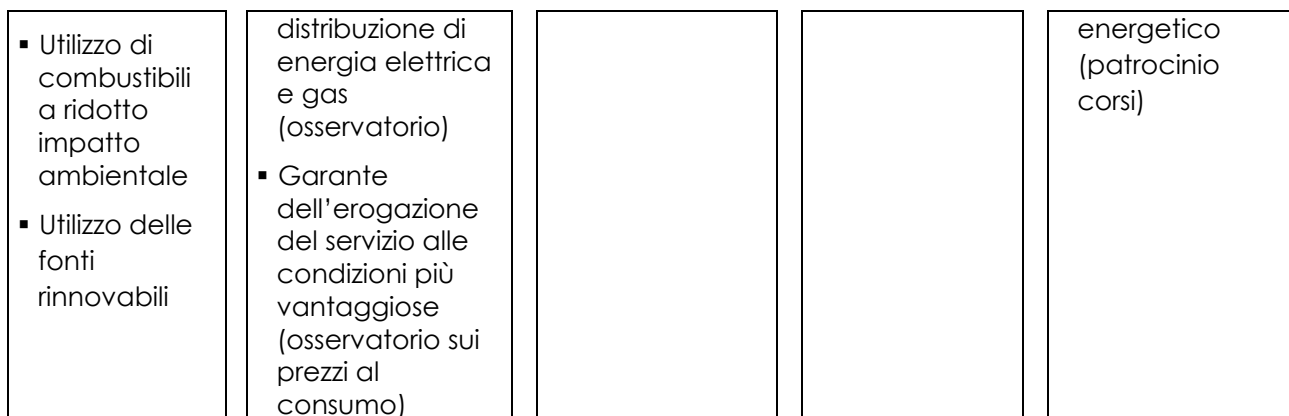 ▪ Utilizzo di
combustibili
a ridotto
impatto
ambientale
▪ Utilizzo delle
fonti
rinnovabili
distribuzione di
energia elettrica
e gas
(osservatorio)
▪ Garante
dell’erogazione
del servizio alle
condizioni più
vantaggiose
(osservatorio sui
prezzi al
consumo)
energetico
(patrocinio
corsi)